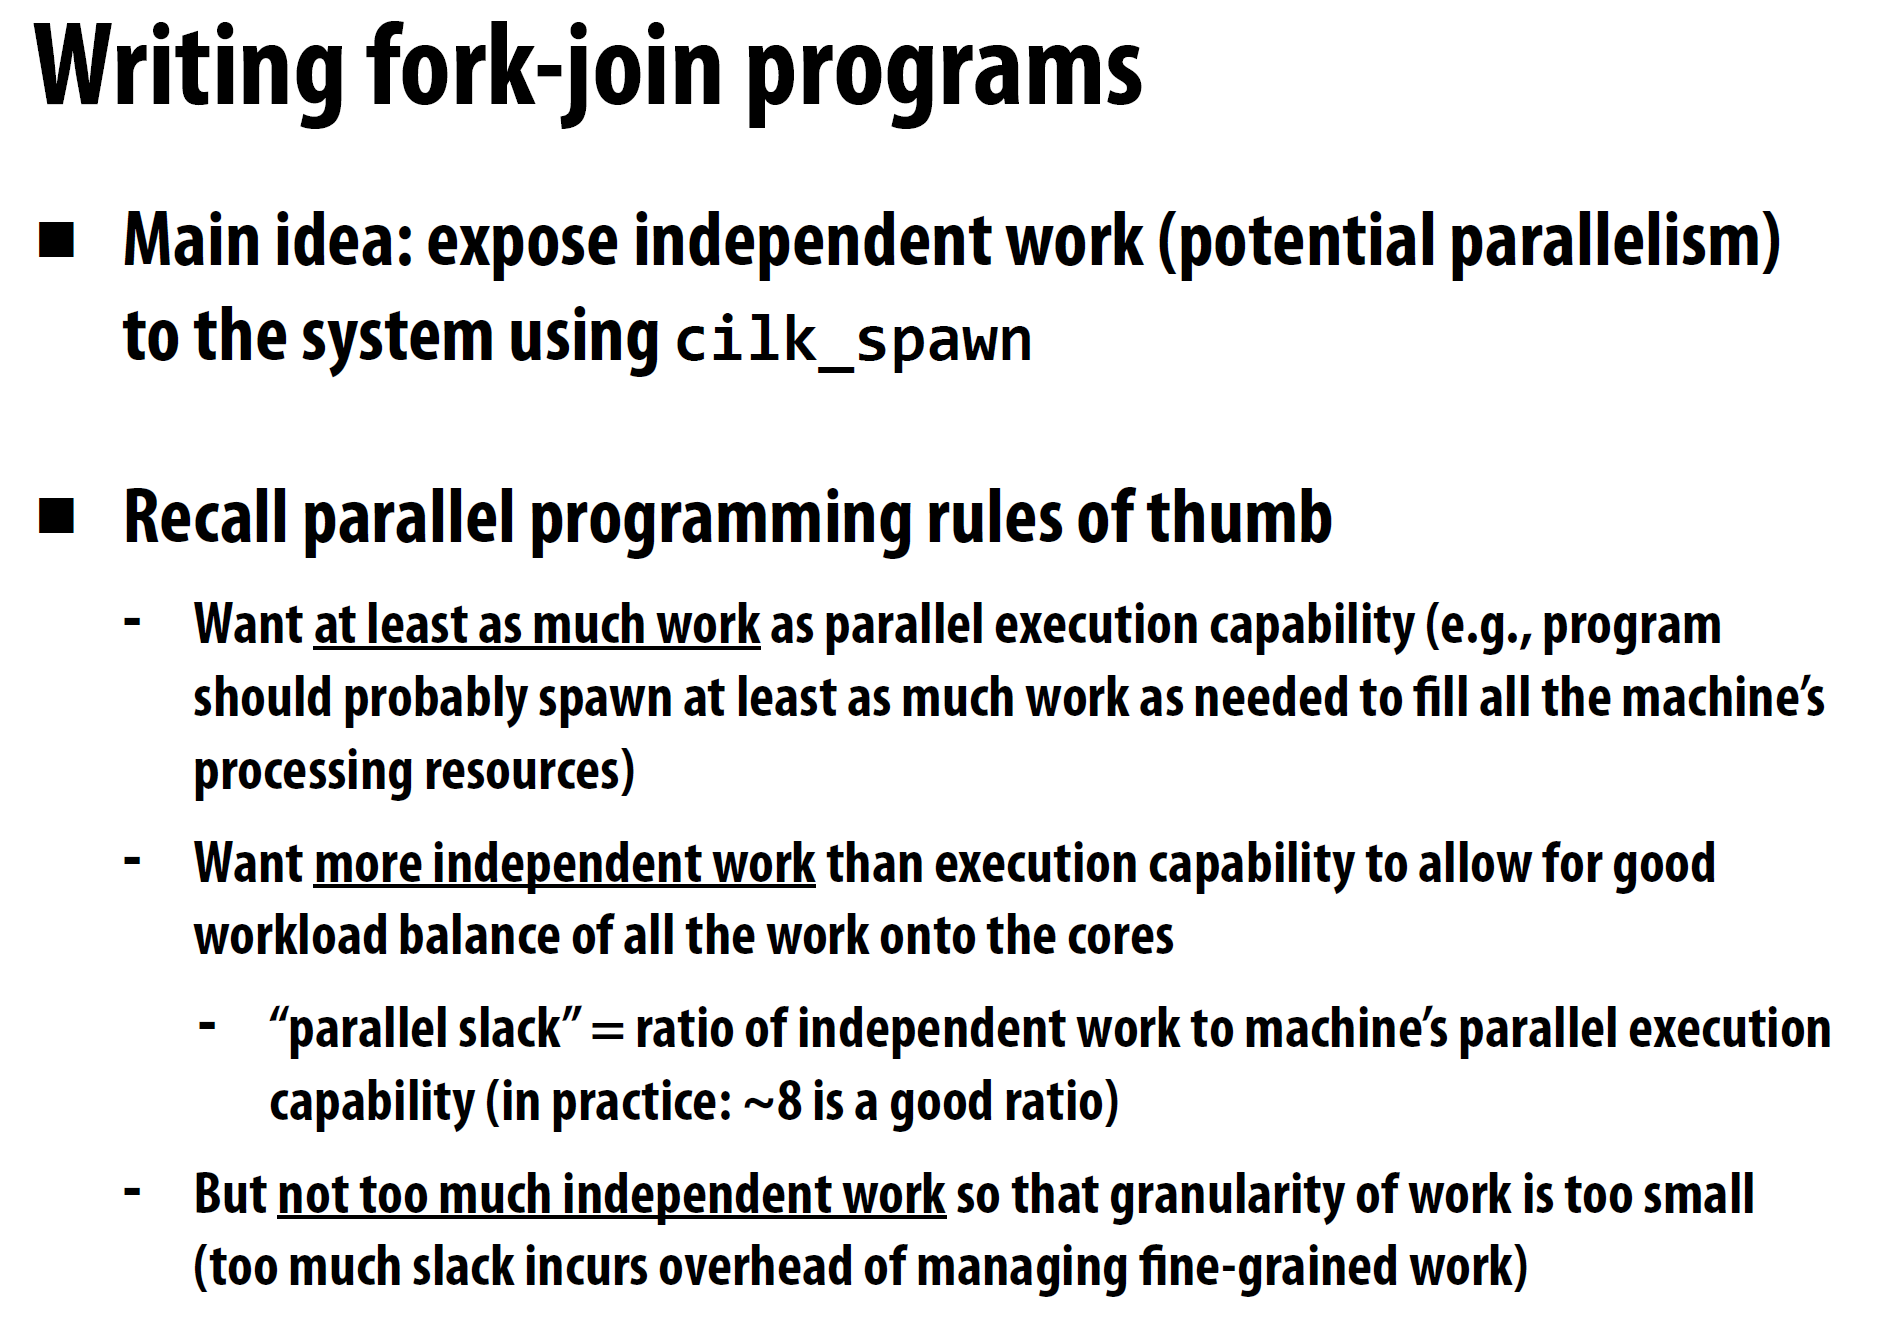 Writing fork-join programs
■ Main idea: expose independent work (potential parallelism)
to the system using cilk_spawn
■ Recall parallel programming rules of thumb
- Want at least as much work as parallel execution capability (e.g., program
should probably spawn at least as much work as needed to fill all the machine’s
processing resources)
- Want more independent work than execution capability to allow for good
workload balance of all the work onto the cores
- “parallel slack” = ratio of independent work to machine’s parallel execution
capability (in practice: ~8 is a good ratio)
- But not too much independent work so that granularity of work is too small
(too much slack incurs overhead of managing fine-grained work)